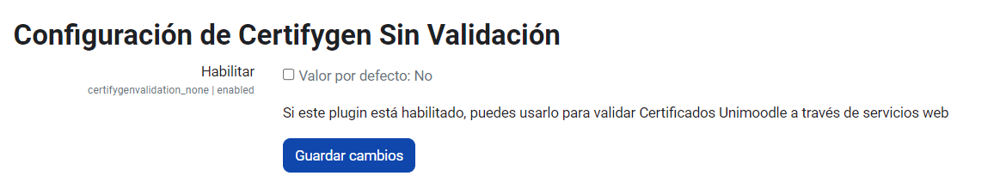 Configuración de Certifygen Sin Validación
Habilitar
Valor por defecto: No
certifygenvalidation_none | enabled
Si este plugin está habilitado, puedes usarlo para validar Certificados Unimoodle a través de servicios web
Guardar cambios